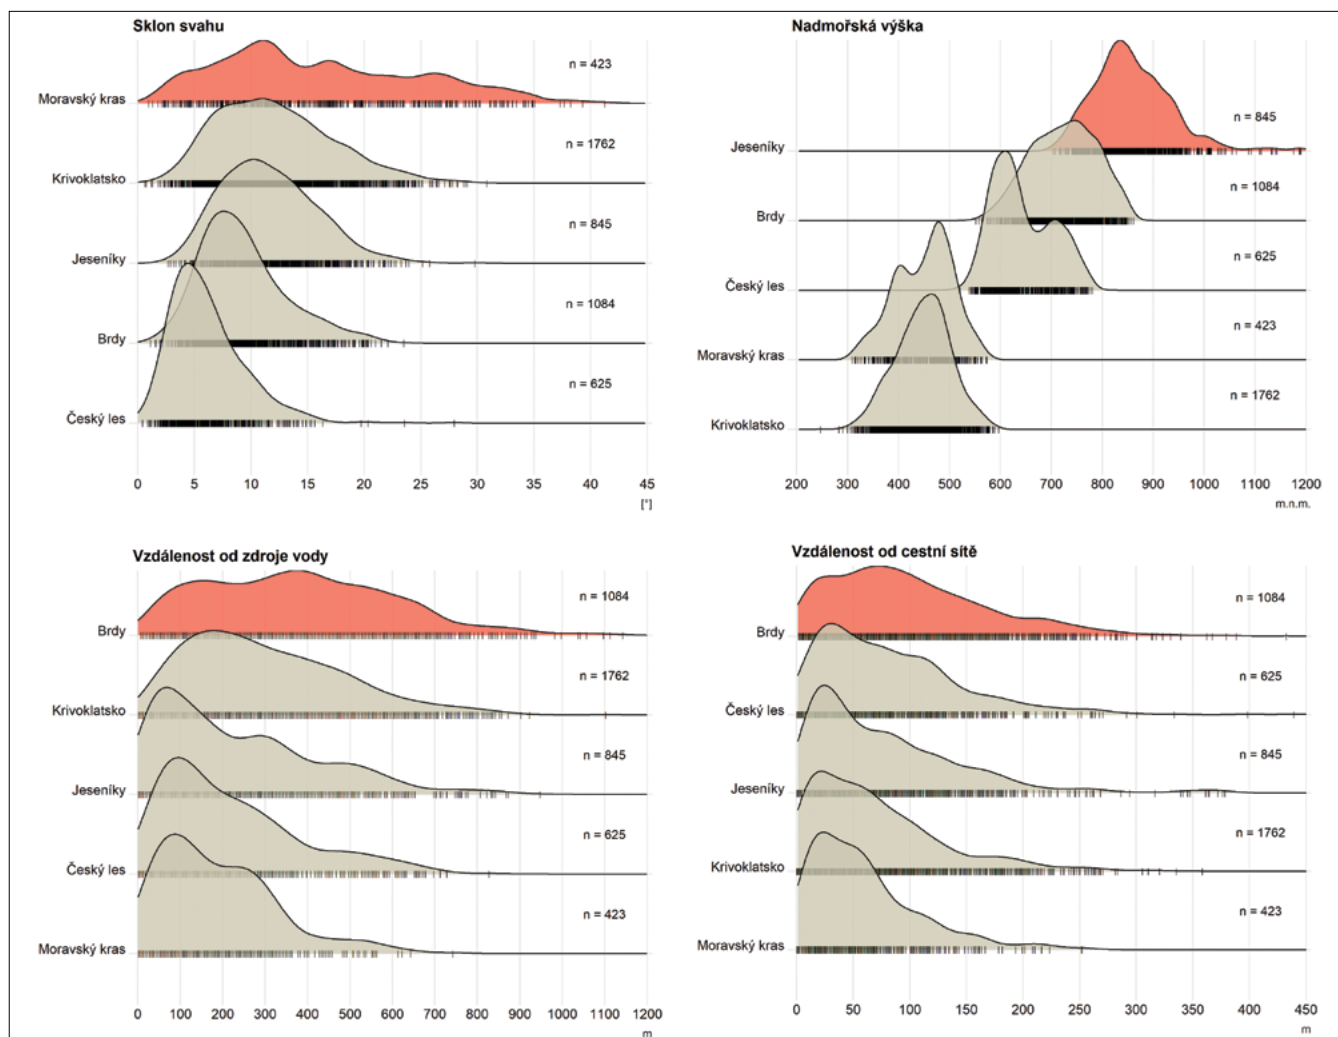 Sklon svahu
n = 423
Moravský kras
n = 1762
Krivoklatsko
n = 845
Jeseníky
n = 1084
Brdy
n = 625
Český les
0 5 10 15 20 25 30 35 40 45
[°]
Nadmořská výška
n = 845
Jeseníky
n = 1084
Brdy
n = 625
Český les
n = 423
Moravský kras
n = 1762
Krivoklatsko
200 300 400 500 600 700 800 900 1000 1100 1200
m.n.m.
Vzdálenost od zdroje vody
n = 1084
Brdy
n = 1762
Krivoklatsko
n = 845
Jeseníky
n = 625
Český les
n = 423
Moravský kras
0 100 200 300 400 500 600 700 800 900 1000 1100 1200
m
Vzdálenost od cestní sítě
n = 1084
Brdy
n = 625
Český les
n = 845
Jeseníky
n = 1762
Krivoklatsko
n = 423
Moravský kras
0 50 100 150 200 250 300 350 400 450
m